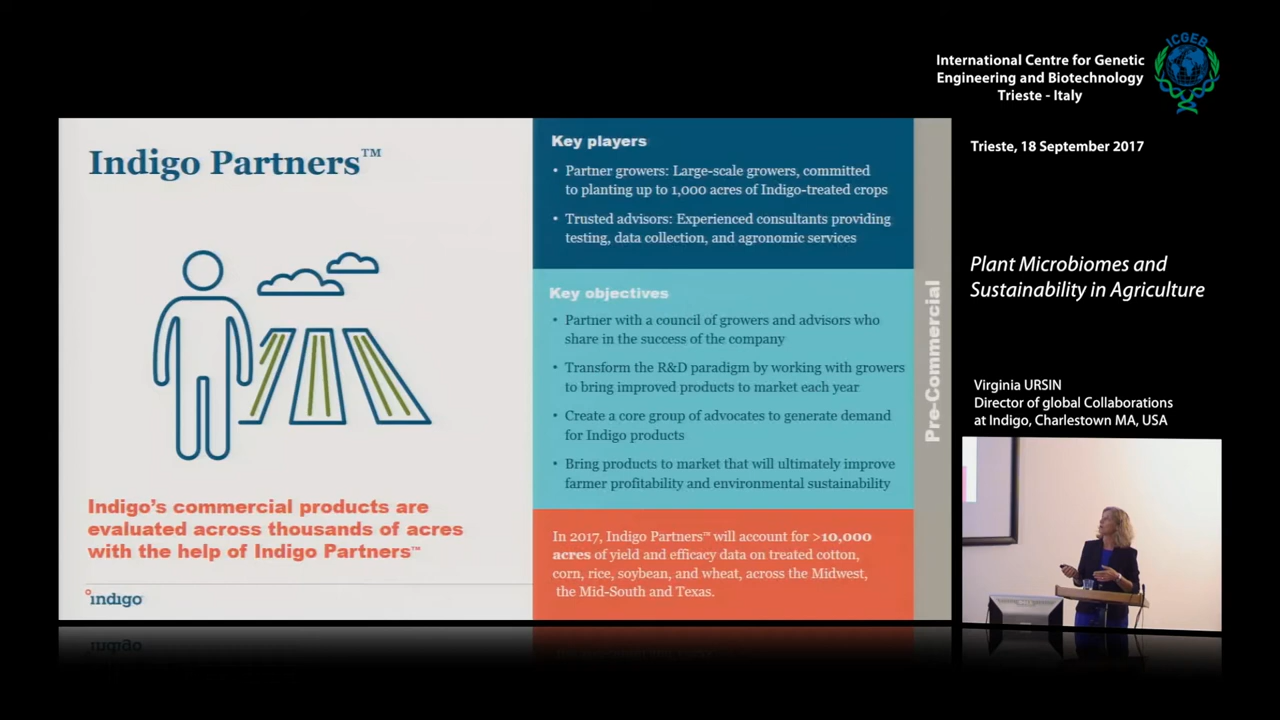 ICGEB
International Centre for Genetic
Engineering and Biotechnology
Trieste - Italy
Trieste, 18 September 2017
Plant Microbiomes and
Sustainability in Agriculture
Virginia URSIN
Director of global Collaborations
at Indigo, Charlestown MA, USA
Indigo Partners™
Indigo's commercial products are
evaluated across thousands of acres
with the help of Indigo Partners™
indigo
Key players
• Partner growers: Large-scale growers, committed
to planting up to 1,000 acres of Indigo-treated crops
• Trusted advisors: Experienced consultants providing
testing, data collection, and agronomic services
Key objectives
• Partner with a council of growers and advisors who
share in the success of the company
• Transform the R&D paradigm by working with growers
to bring improved products to market each year
• Create a core group of advocates to generate demand
for Indigo products
• Bring products to market that will ultimately improve
farmer profitability and environmental sustainability
In 2017, Indigo Partners™ will account for >10,000
acres of yield and efficacy data on treated cotton,
corn, rice, soybean, and wheat, across the Midwest,
the Mid-South and Texas.
Pre-Commercial